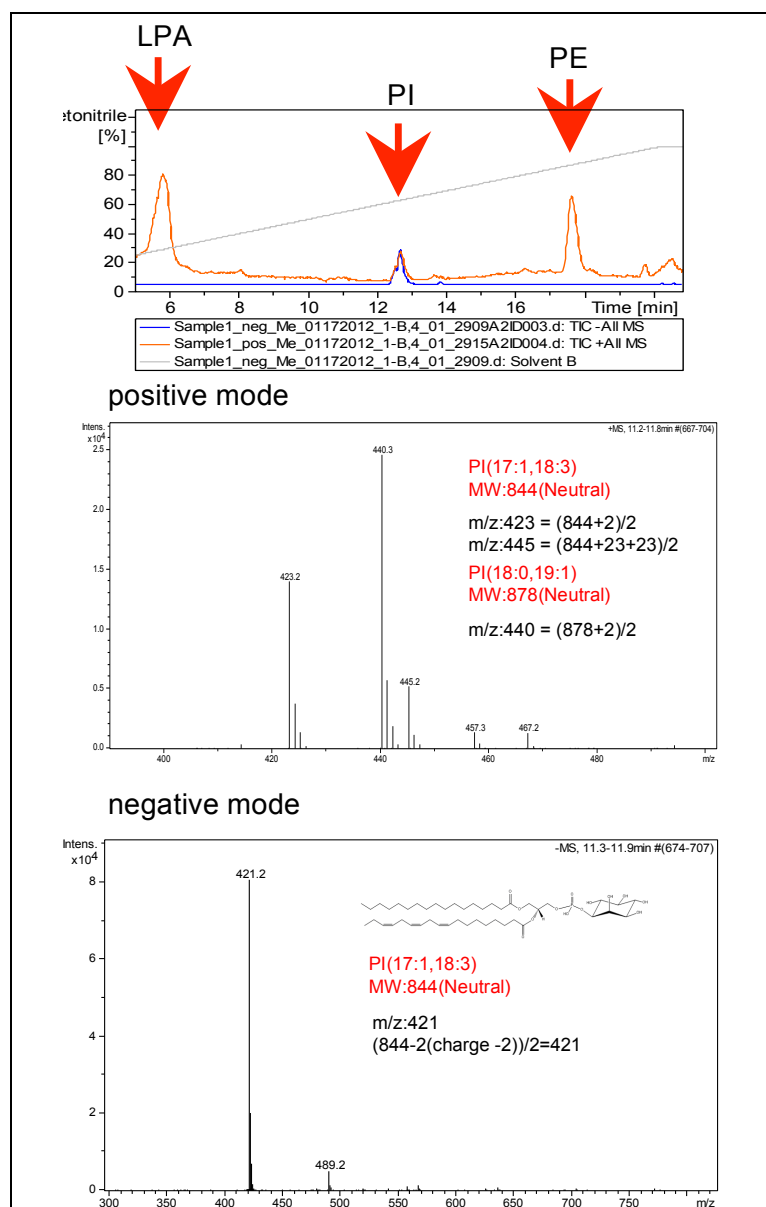 LPA
PI
PE
etonitrile
[%]
80
60
40
20
0
6 8 10 12 14 16 Time [min]
Sample1_neg_Me_01172012_1-B,4_01_2909A2ID003.d: TIC -All MS
Sample1_pos_Me_01172012_1-B,4_01_2915A2ID004.d: TIC +All MS
Sample1_neg_Me_01172012_1-B,4_01_2909.d: Solvent B
positive mode
Intens.
x10⁴
+MS, 11.2-11.8min #(667-704)
2.5
2.0
1.5
1.0
0.5
0.0
440.3
423.2
445.2
457.3
467.2
PI(17:1,18:3)
MW:844(Neutral)
m/z:423 = (844+2)/2
m/z:445 = (844+23+23)/2
PI(18:0,19:1)
MW:878(Neutral)
m/z:440 = (878+2)/2
400 420 440 460 480 m/z
negative mode
Intens.
x10⁴
-MS, 11.3-11.9min #(674-707)
8
6
4
2
0
421.2
489.2
PI(17:1,18:3)
MW:844(Neutral)
m/z:421
(844-2(charge -2))/2=421
300 350 400 450 500 550 600 650 700 750 m/z